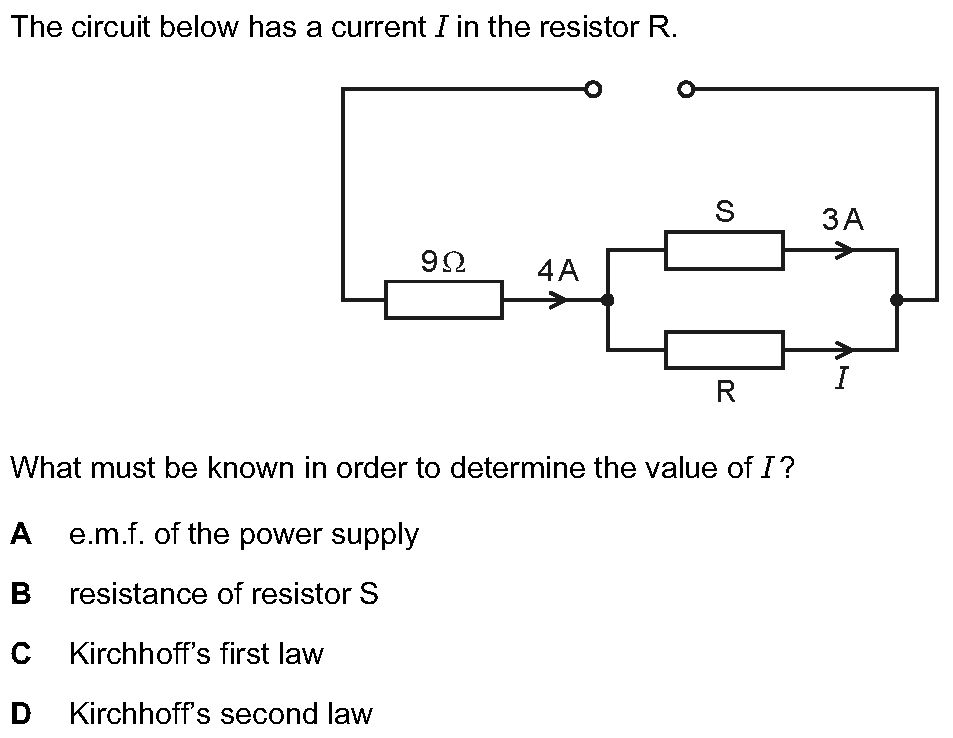 The circuit below has a current I in the resistor R.
S
3 A
9 Ω
4 A
R
I
What must be known in order to determine the value of I ?
A e.m.f. of the power supply
B resistance of resistor S
C Kirchhoff’s first law
D Kirchhoff’s second law